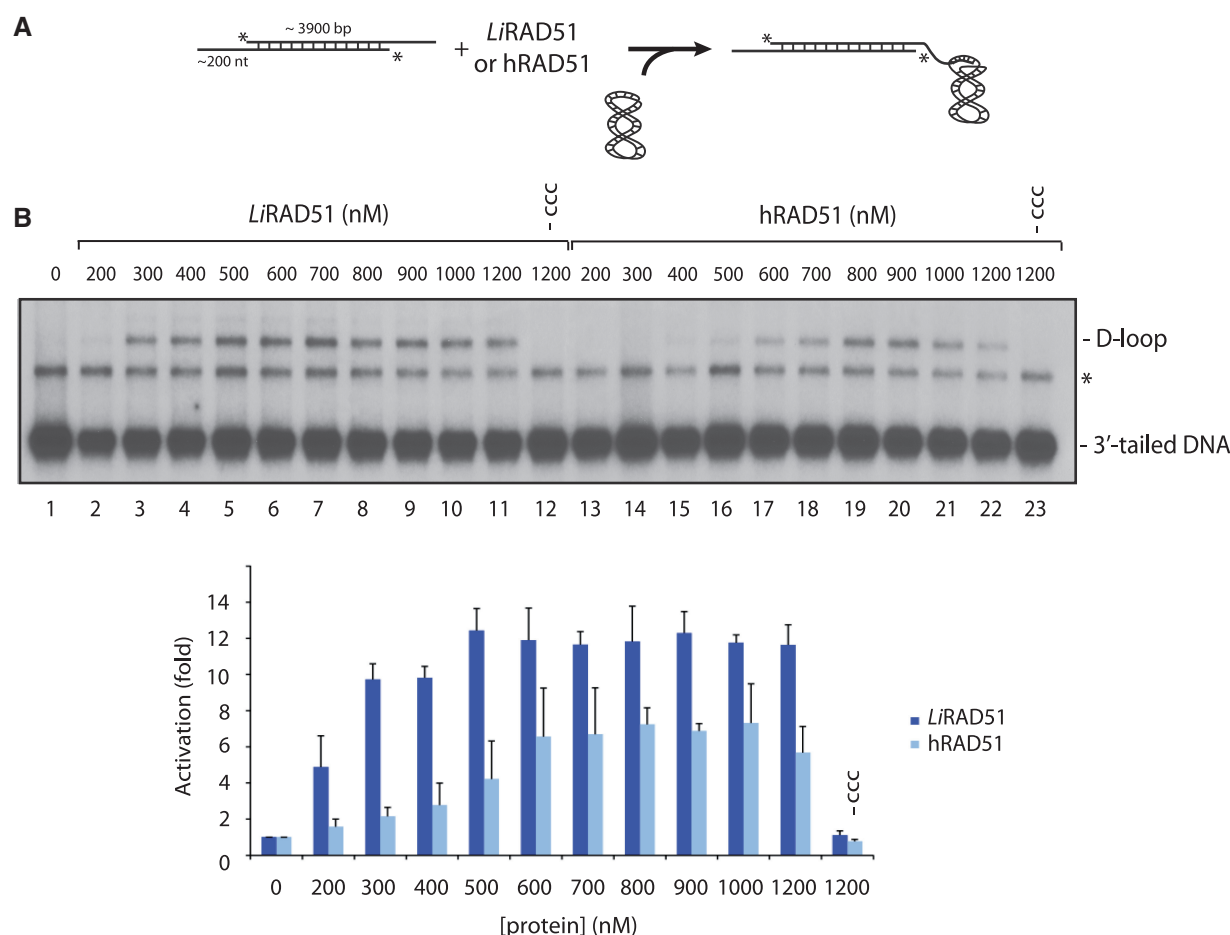 A
* ~ 3900 bp
~200 nt *
+ LiRAD51
or hRAD51
* *
B
LiRAD51 (nM) - ccc hRAD51 (nM) - ccc
0 200 300 400 500 600 700 800 900 1000 1200 1200 200 300 400 500 600 700 800 900 1000 1200 1200
- D-loop
*
- 3'-tailed DNA
1 2 3 4 5 6 7 8 9 10 11 12 13 14 15 16 17 18 19 20 21 22 23
Activation (fold)
14
12
10
8
6
4
2
0
LiRAD51
hRAD51
- ccc
0 200 300 400 500 600 700 800 900 1000 1200 1200
[protein] (nM)